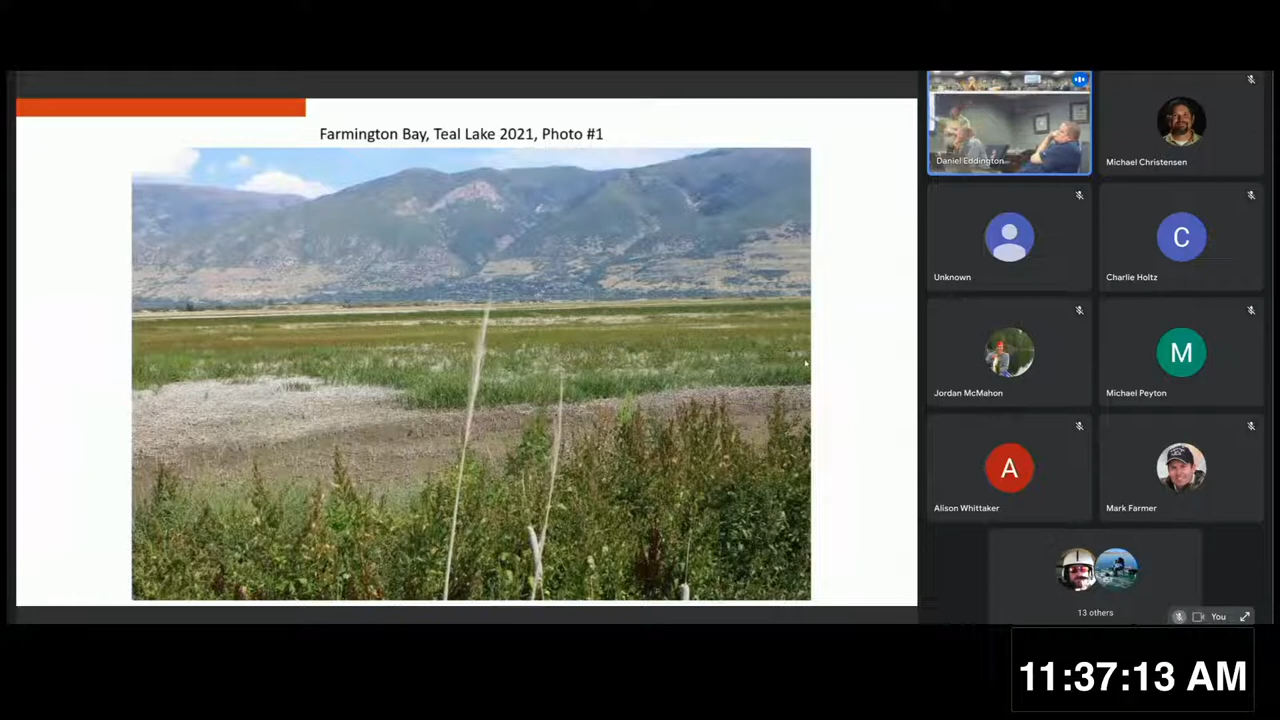 Farmington Bay, Teal Lake 2021, Photo #1
Daniel Eddington
Michael Christensen
Unknown
C
Charlie Holtz
Jordan McMahon
M
Michael Peyton
A
Alison Whittaker
Mark Farmer
13 others
You
11:37:13 AM